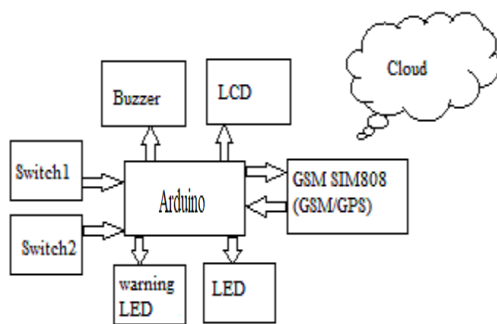 Buzzer
LCD
Cloud
Switch1
Arduino
GSM SIM808
(GSM/GPS)
Switch2
warning
LED
LED